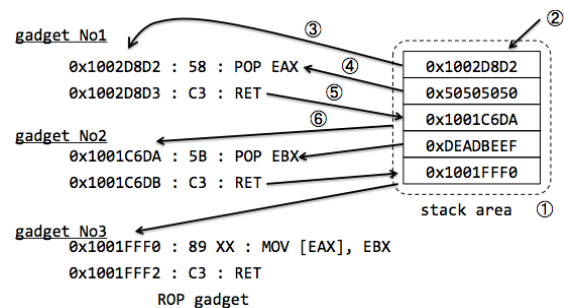 ② 
③
gadget No1
0x1002D8D2 : 58 : POP EAX
④
0x1002D8D2
0x1002D8D3 : C3 : RET
⑤
0x50505050
⑥
0x1001C6DA
gadget No2
0x1001C6DA : 5B : POP EBX
0xDEADBEEF
0x1001C6DB : C3 : RET
0x1001FFF0
stack area ①
gadget No3
0x1001FFF0 : 89 XX : MOV [EAX], EBX
0x1001FFF2 : C3 : RET
ROP gadget